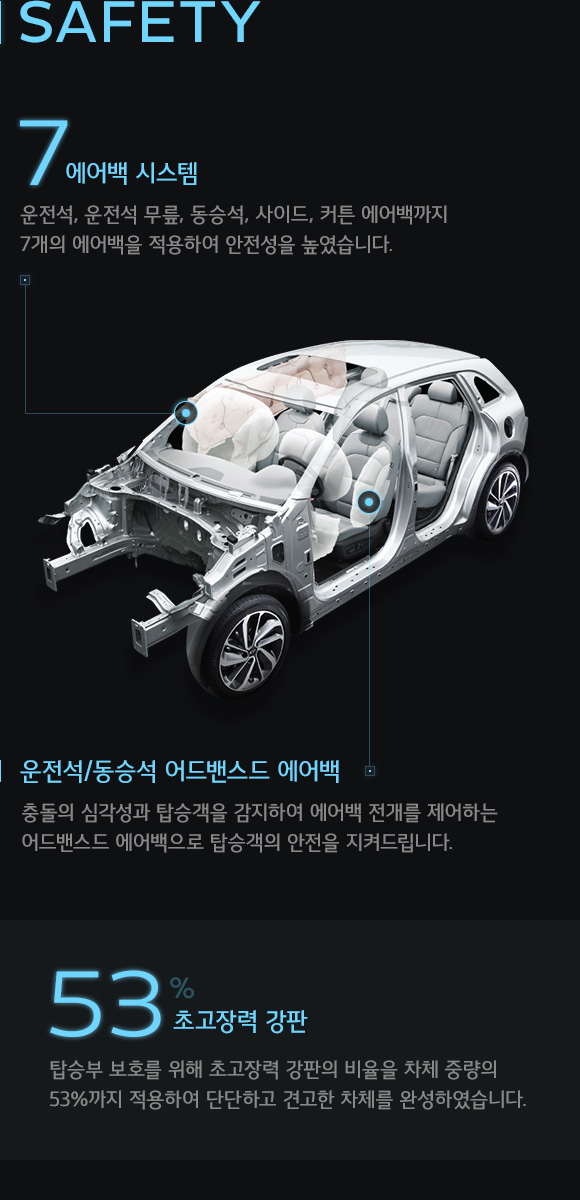 SAFETY
7 에어백 시스템
운전석, 운전석 무릎, 동승석, 사이드, 커튼 에어백까지
7개의 에어백을 적용하여 안전성을 높였습니다.
운전석/동승석 어드밴스드 에어백
충돌의 심각성과 탑승객을 감지하여 에어백 전개를 제어하는
어드밴스드 에어백으로 탑승객의 안전을 지켜드립니다.
53% 초고장력 강판
탑승부 보호를 위해 초고장력 강판의 비율을 차체 중량의
53%까지 적용하여 단단하고 견고한 차체를 완성하였습니다.